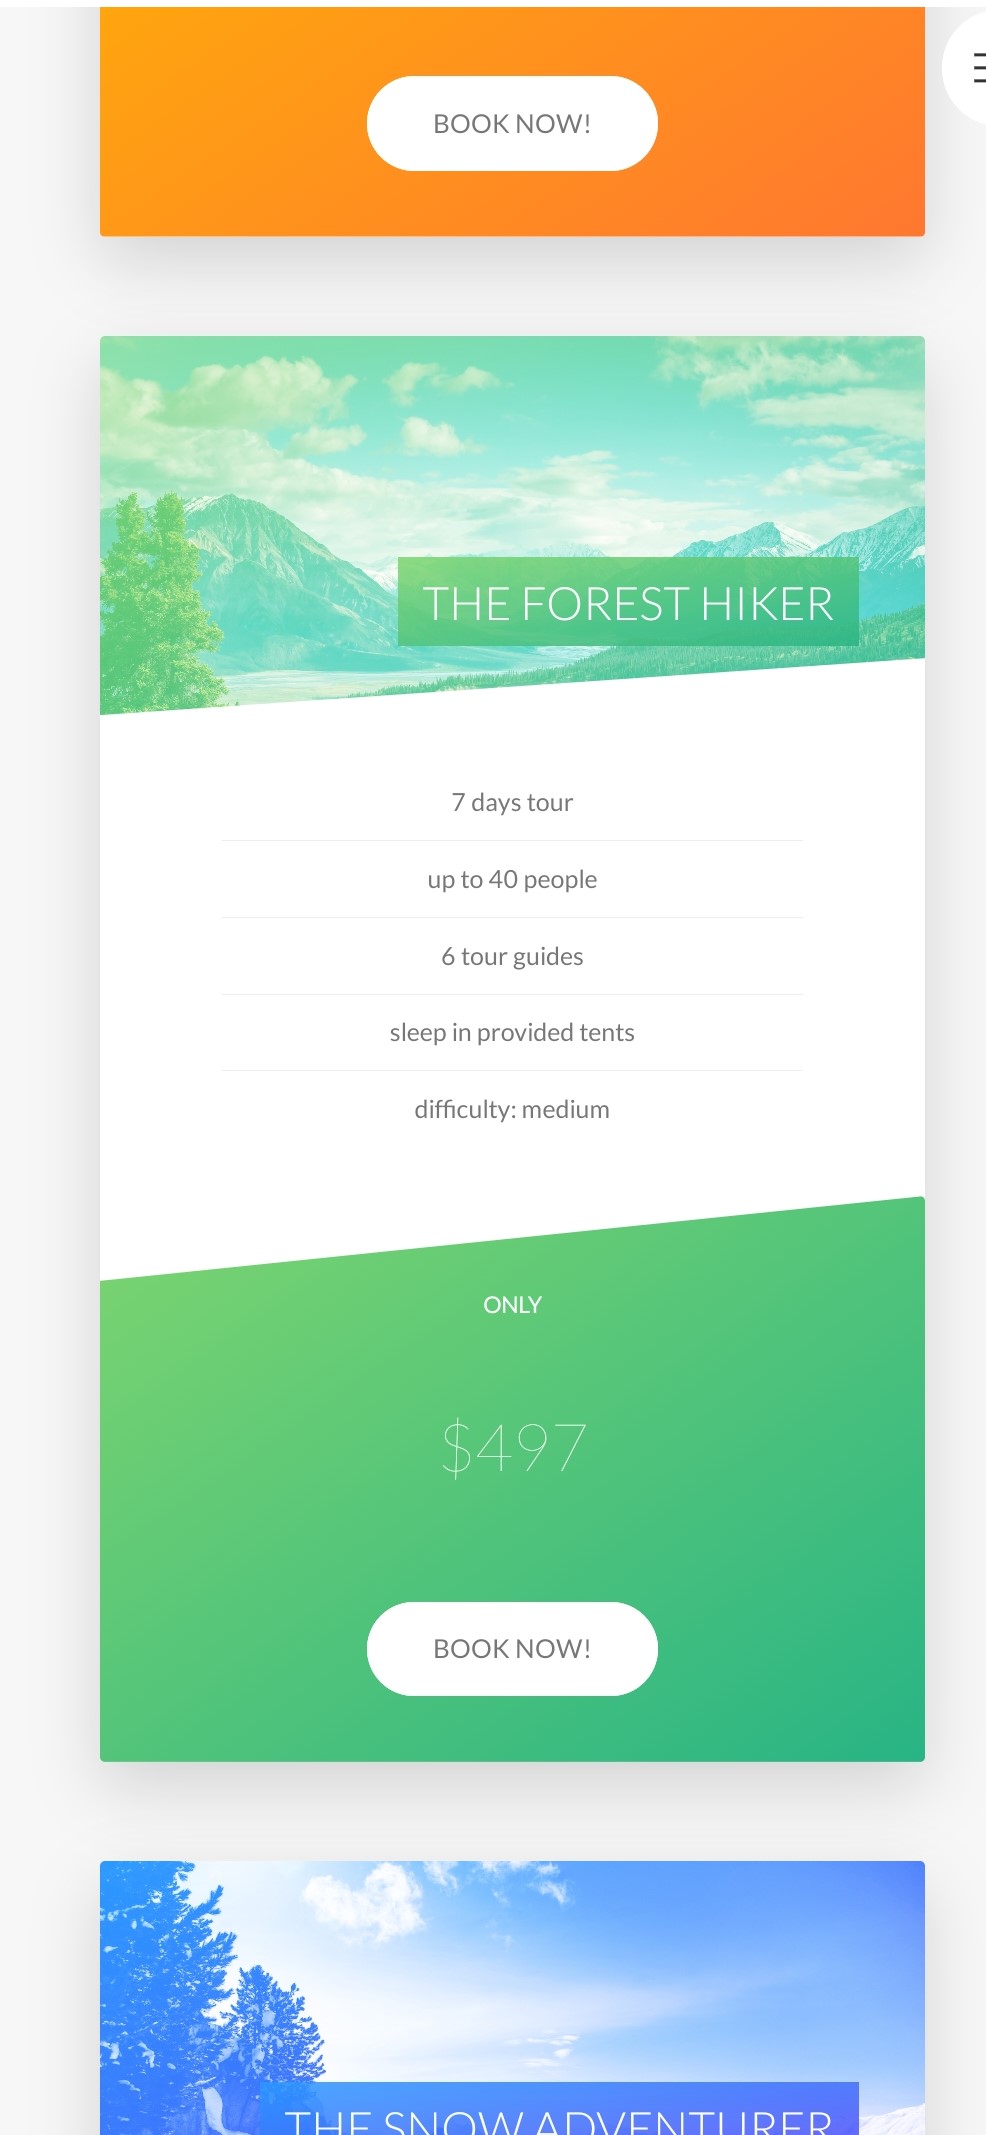 BOOK NOW!
THE FOREST HIKER
7 days tour
up to 40 people
6 tour guides
sleep in provided tents
difficulty: medium
ONLY
$497
BOOK NOW!
THE SNOW ADVENTURER